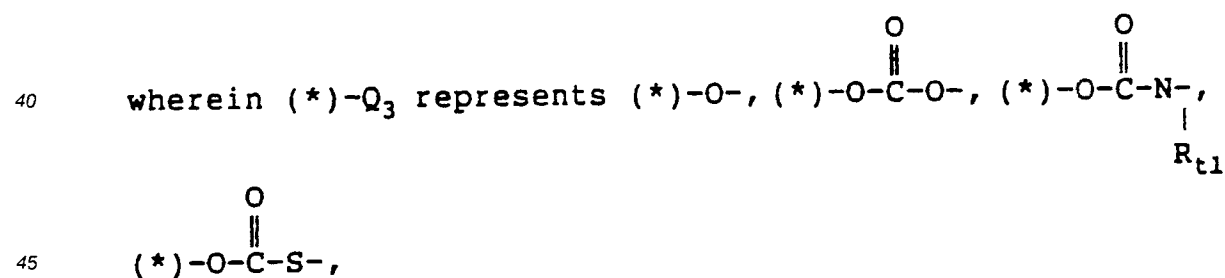 O O
|| ||
40 wherein (*)-Q3 represents (*)-O-, (*)-O-C-O-, (*)-O-C-N-,
|
Rt1
O
||
45 (*)-O-C-S-,